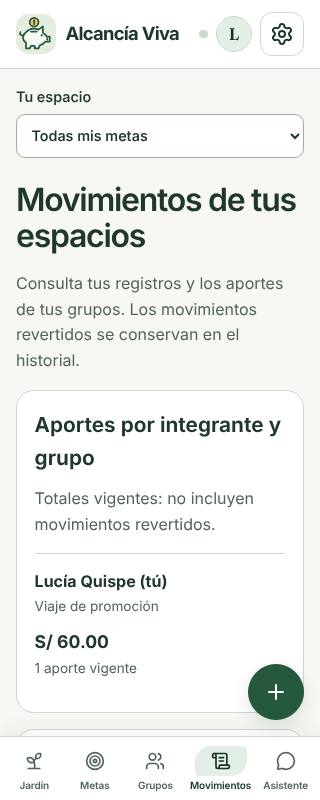 Alcancía Viva
L
Tu espacio
Todas mis metas
Movimientos de tus
espacios
Consulta tus registros y los aportes
de tus grupos. Los movimientos
revertidos se conservan en el
historial.
Aportes por integrante y
grupo
Totales vigentes: no incluyen
movimientos revertidos.
Lucía Quispe (tú)
Viaje de promoción
S/ 60.00
1 aporte vigente
Jardín
Metas
Grupos
Movimientos
Asistente